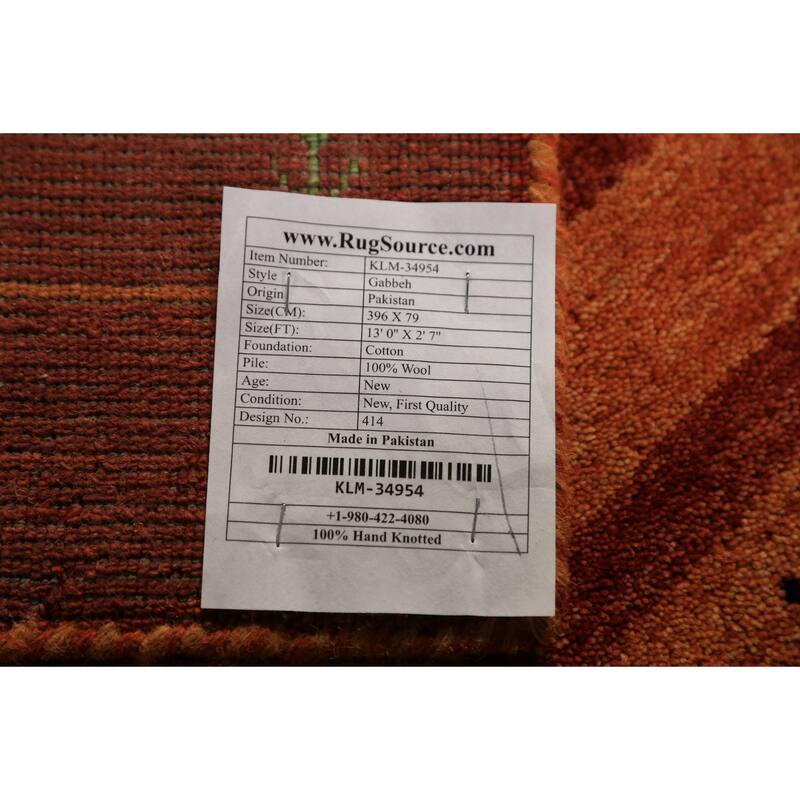 www.RugSource.com
Item Number: KLM-34954
Style Gabbeh
Origin Pakistan
Size(CM): 396 X 79
Size(FT): 13' 0" X 2' 7"
Foundation: Cotton
Pile: 100% Wool
Age: New
Condition: New, First Quality
Design No.: 414
Made in Pakistan
KLM-34954
+1-980-422-4080
100% Hand Knotted